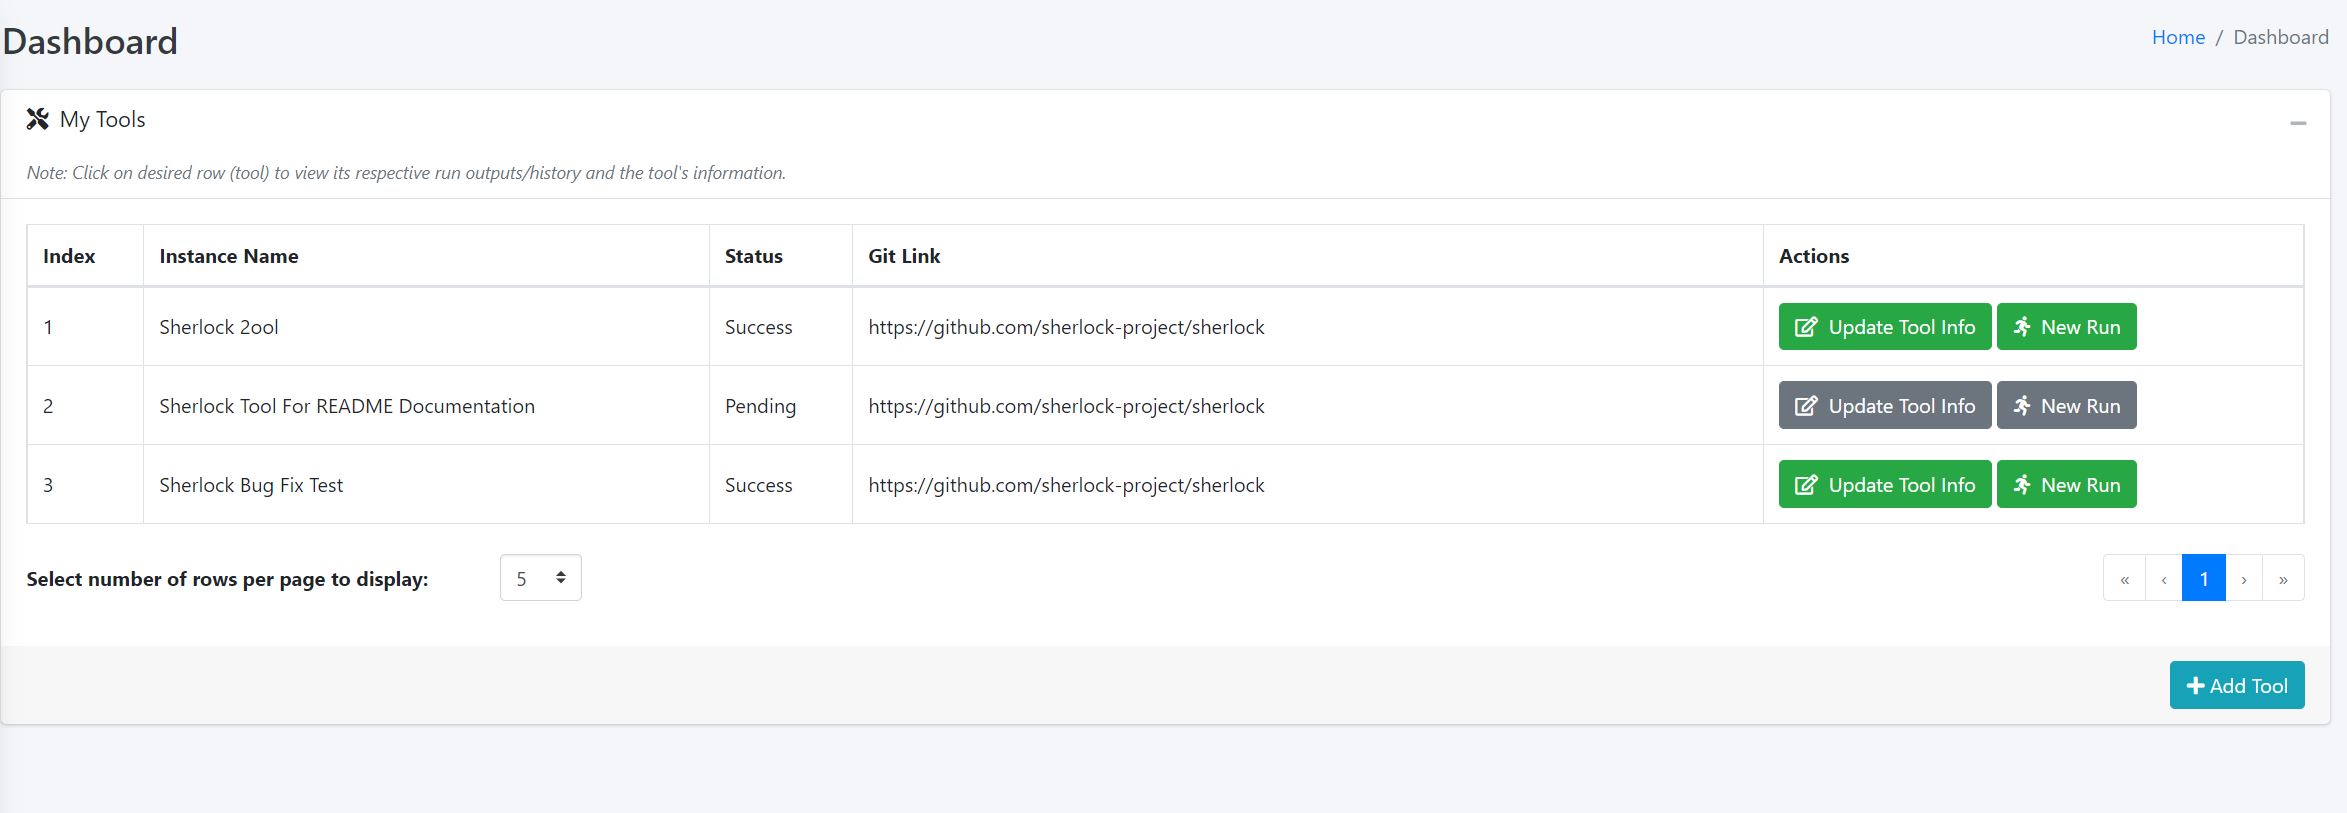 Dashboard
Home / Dashboard
My Tools
Note: Click on desired row (tool) to view its respective run outputs/history and the tool's information.
Index Instance Name Status Git Link Actions
1 Sherlock 2ool Success https://github.com/sherlock-project/sherlock Update Tool Info New Run
2 Sherlock Tool For README Documentation Pending https://github.com/sherlock-project/sherlock Update Tool Info New Run
3 Sherlock Bug Fix Test Success https://github.com/sherlock-project/sherlock Update Tool Info New Run
Select number of rows per page to display: 5 « ‹ 1 › »
Add Tool